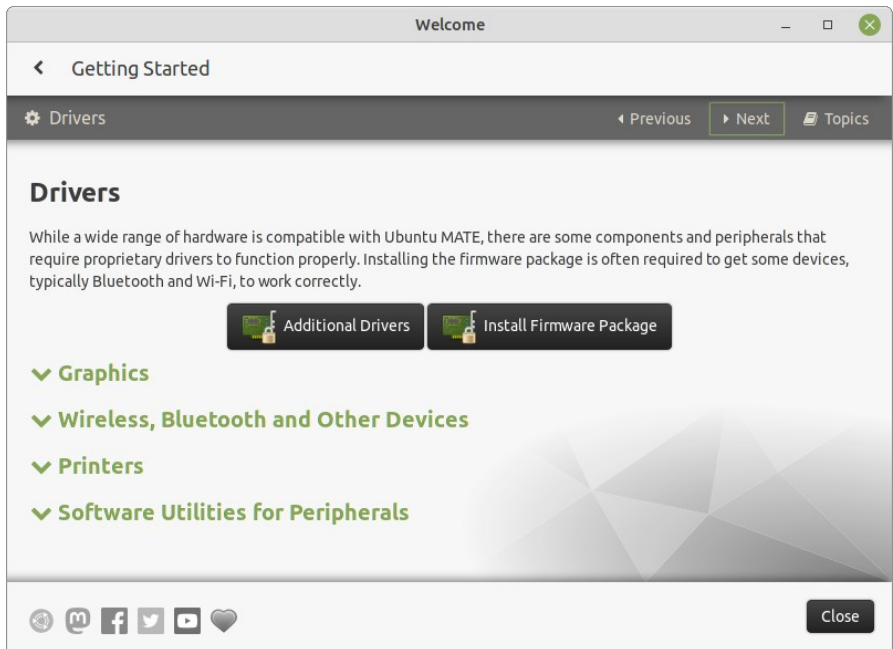 Welcome
Getting Started
Drivers
Previous
Next
Topics
Drivers
While a wide range of hardware is compatible with Ubuntu MATE, there are some components and peripherals that
require proprietary drivers to function properly. Installing the firmware package is often required to get some devices,
typically Bluetooth and Wi-Fi, to work correctly.
Additional Drivers
Install Firmware Package
Graphics
Wireless, Bluetooth and Other Devices
Printers
Software Utilities for Peripherals
Close